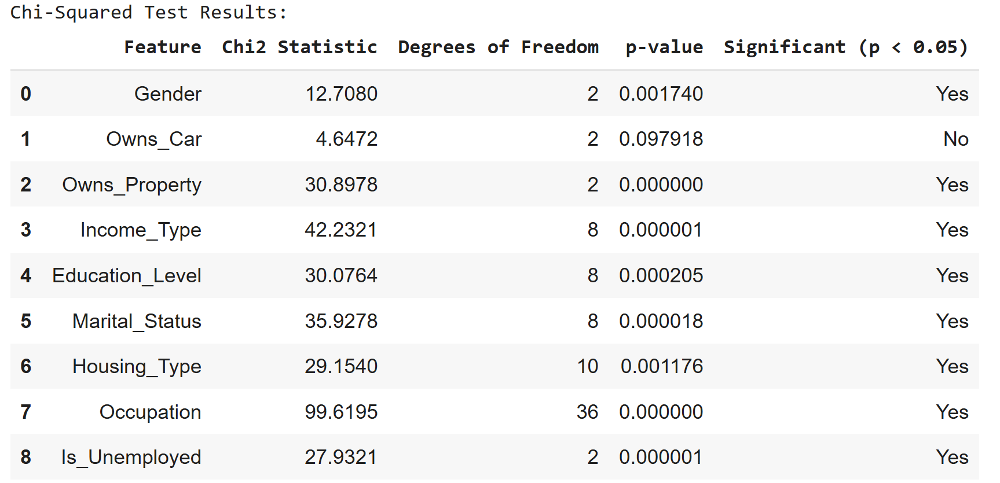 Chi-Squared Test Results:
Feature Chi2 Statistic Degrees of Freedom p-value Significant (p < 0.05)
0 Gender 12.7080 2 0.001740 Yes
1 Owns_Car 4.6472 2 0.097918 No
2 Owns_Property 30.8978 2 0.000000 Yes
3 Income_Type 42.2321 8 0.000001 Yes
4 Education_Level 30.0764 8 0.000205 Yes
5 Marital_Status 35.9278 8 0.000018 Yes
6 Housing_Type 29.1540 10 0.001176 Yes
7 Occupation 99.6195 36 0.000000 Yes
8 Is_Unemployed 27.9321 2 0.000001 Yes